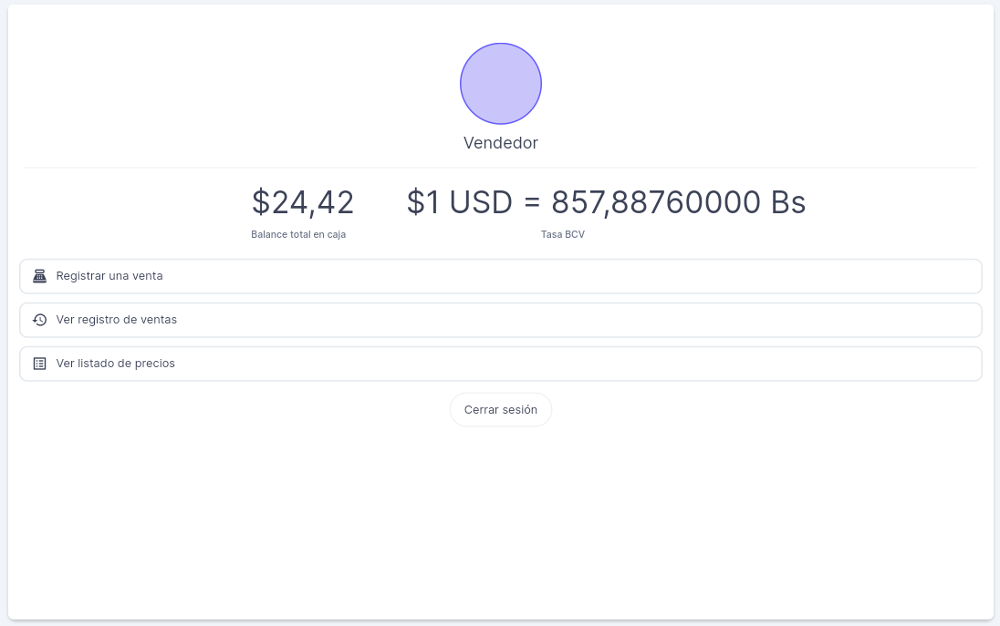 Vendedor
$24,42
$1 USD = 857,88760000 Bs
Balance total en caja
Tasa BCV
Registrar una venta
Ver registro de ventas
Ver listado de precios
Cerrar sesión